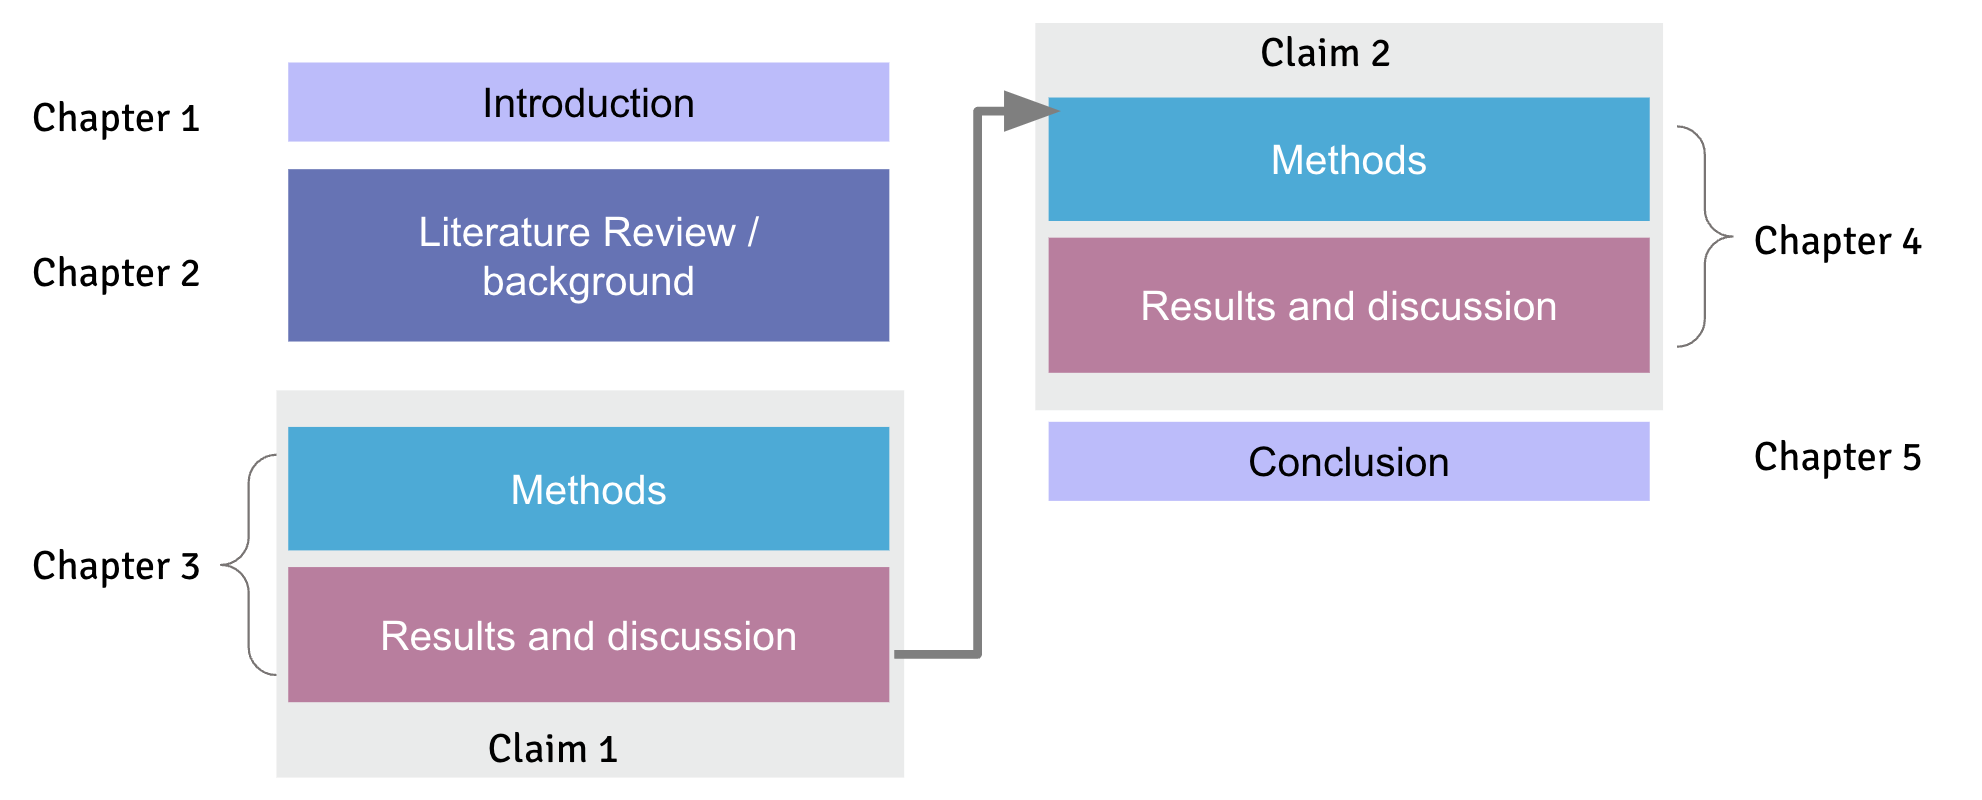 Chapter 1
Introduction
Chapter 2
Literature Review /
background
Chapter 3
Methods
Results and discussion
Claim 1
Claim 2
Methods
Results and discussion
Chapter 4
Conclusion
Chapter 5